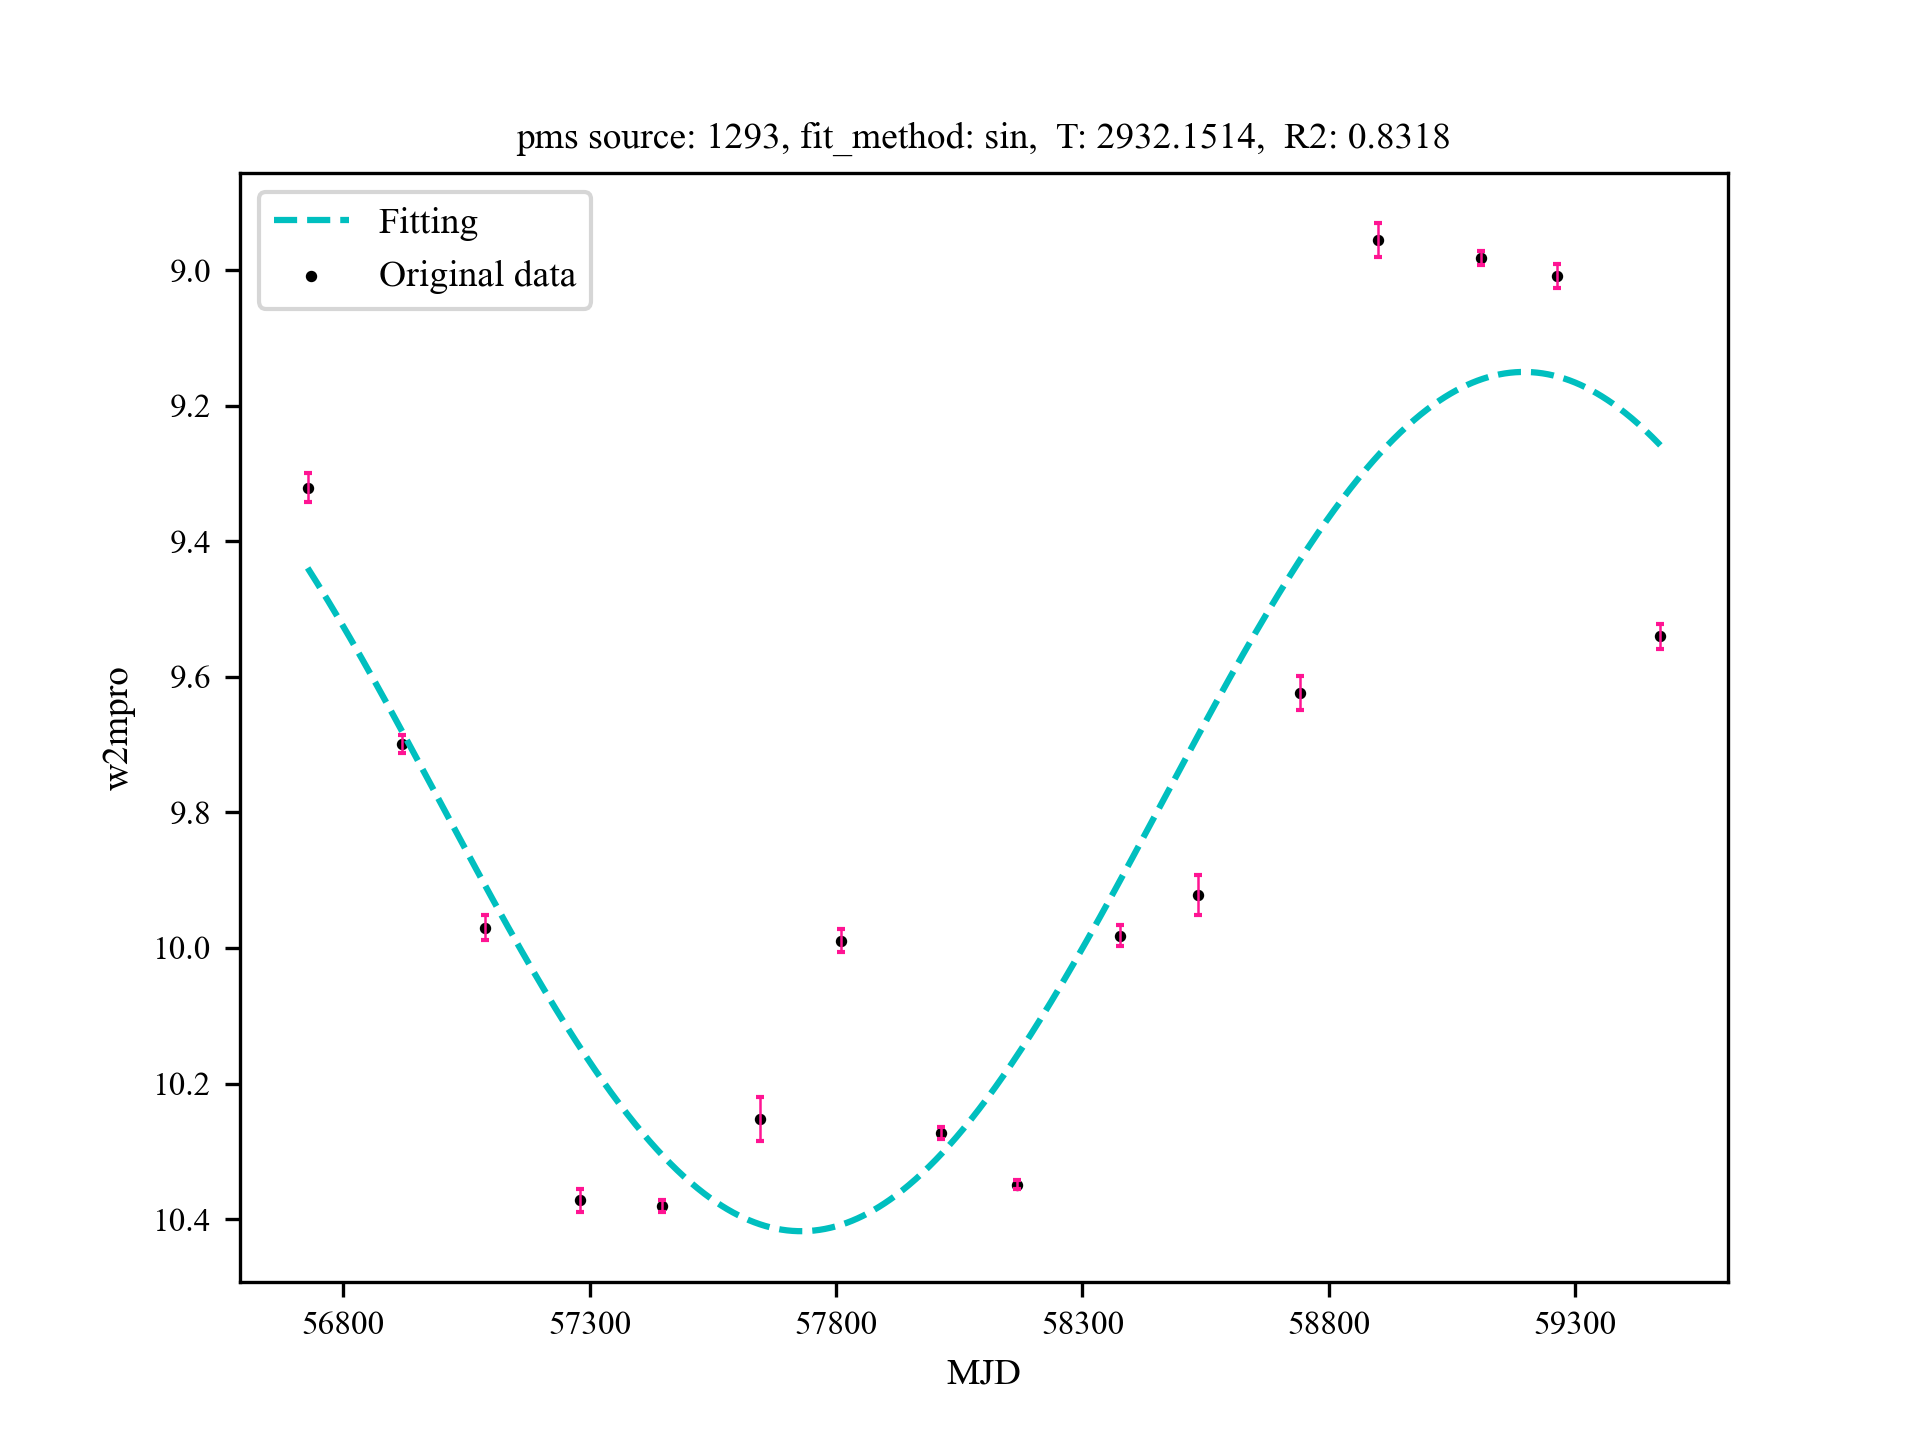 pms source: 1293, fit_method: sin,  T: 2932.1514,  R2: 0.8318
Fitting
Original data
9.0
9.2
9.4
9.6
9.8
10.0
10.2
10.4
w2mpro
56800 57300 57800 58300 58800 59300
MJD